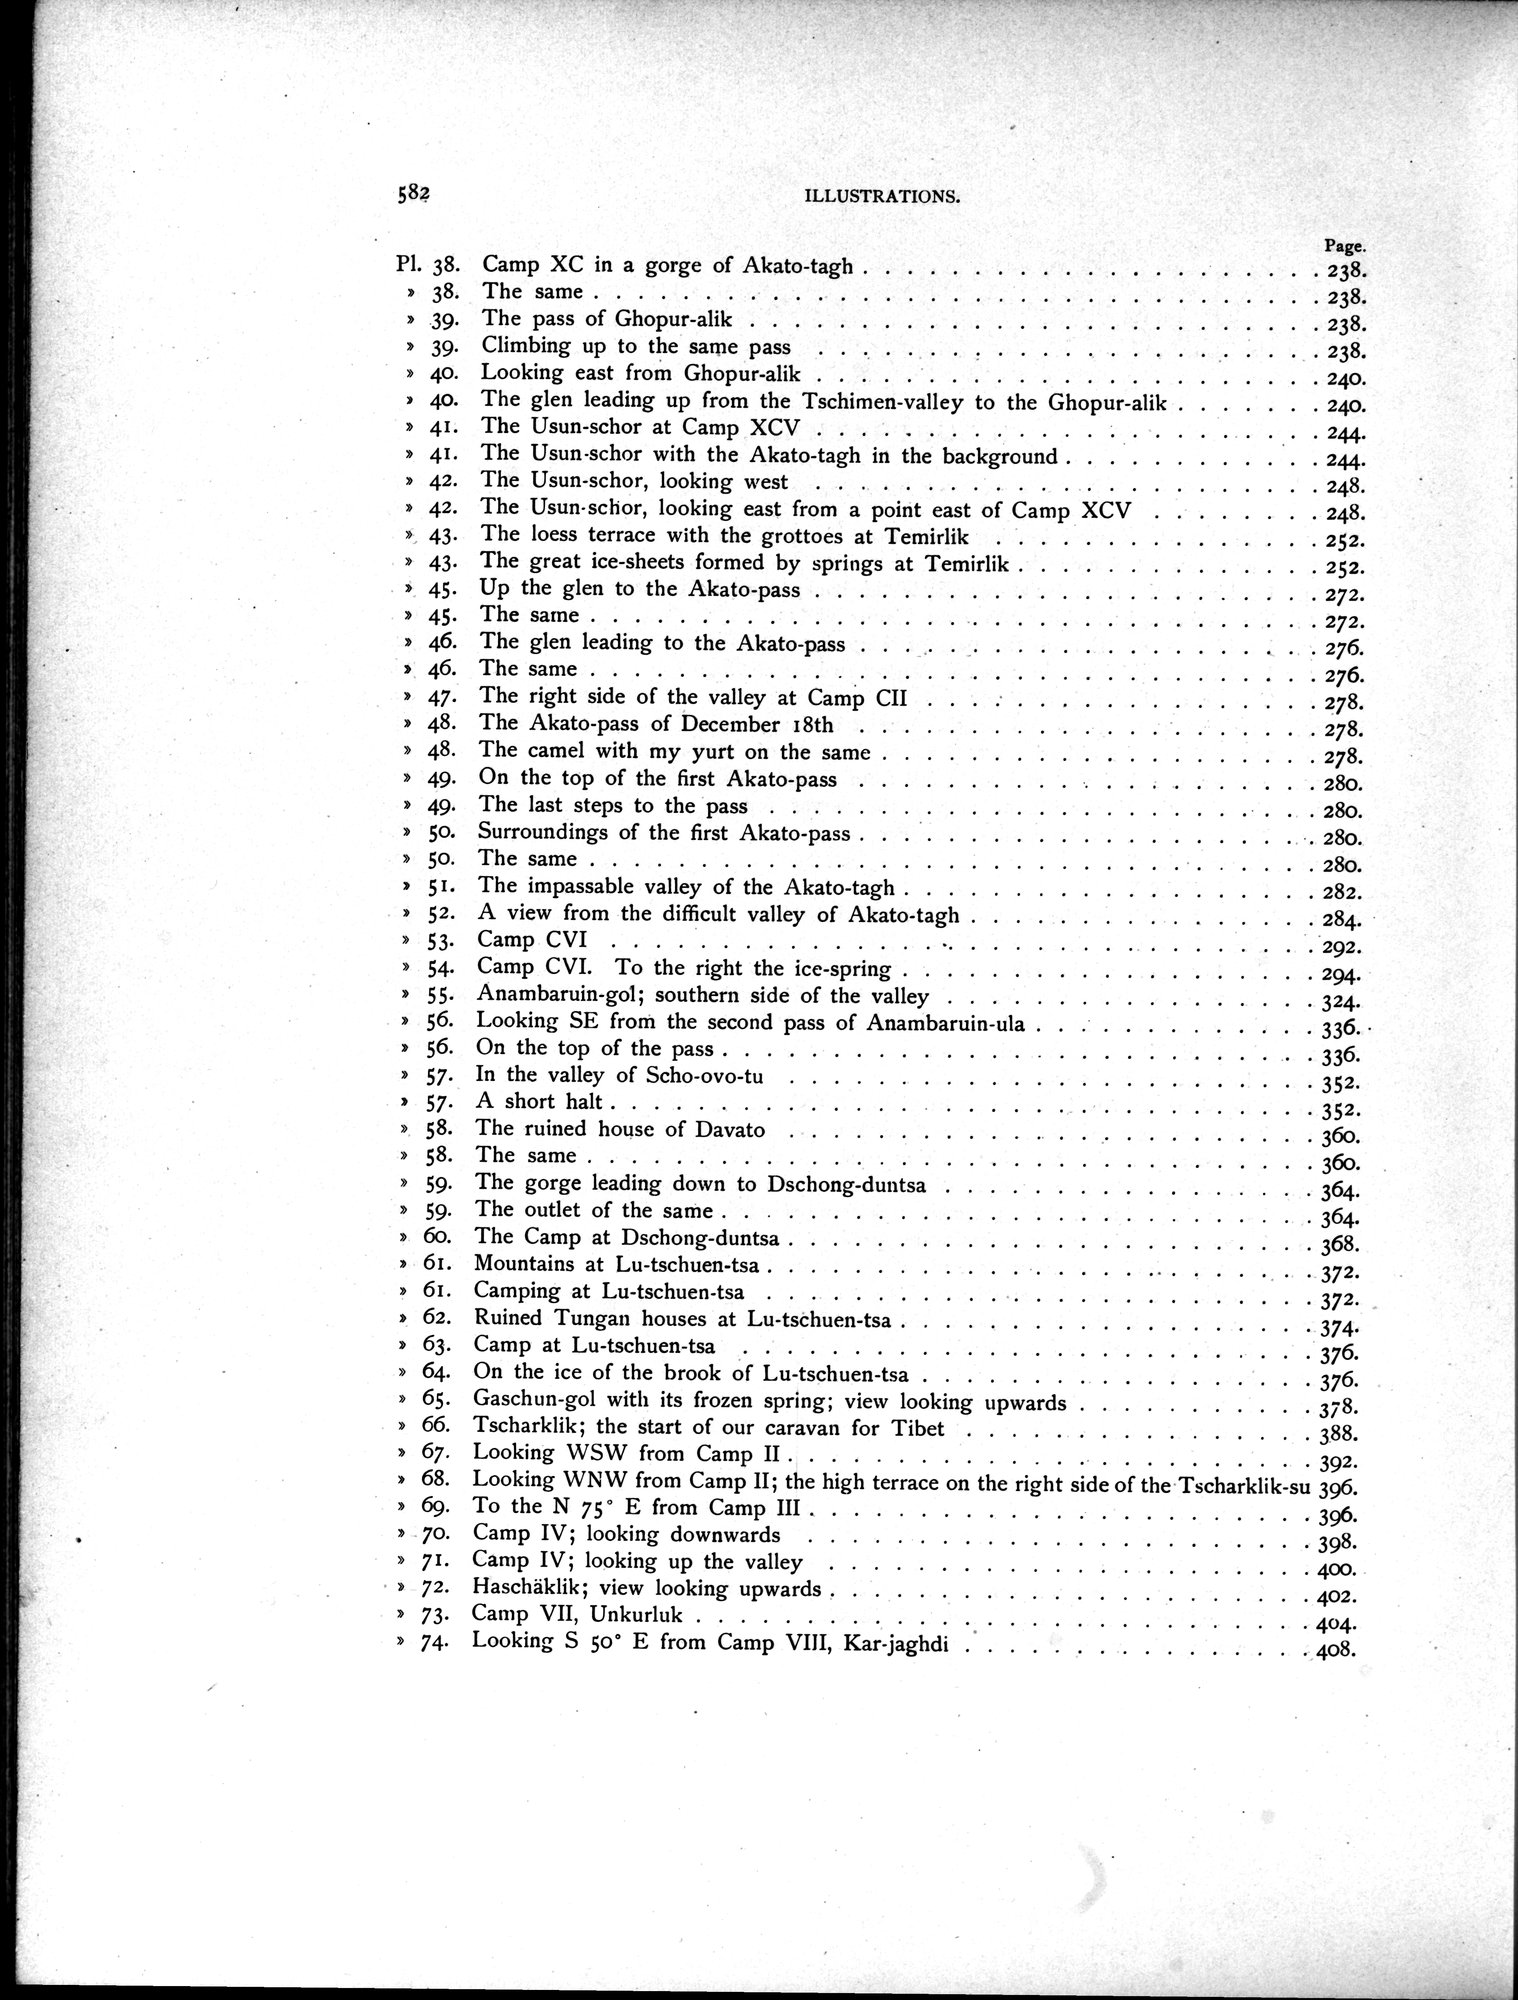 582 ILLUSTRATIONS.
Page.
Pl. 38. Camp XC in a gorge of Akato-tagh . . . 238.
» 38. The same . . . 238.
» 39. The pass of Ghopur-alik . . . 238.
» 39. Climbing up to the same pass . . . 238.
» 40. Looking east from Ghopur-alik . . . 240.
» 40. The glen leading up from the Tschimen-valley to the Ghopur-alik . . . 240.
» 41. The Usun-schor at Camp XCV . . . 244.
» 41. The Usun-schor with the Akato-tagh in the background . . . 244.
» 42. The Usun-schor, looking west . . . 248.
» 42. The Usun-schor, looking east from a point east of Camp XCV . . . 248.
» 43. The loess terrace with the grottoes at Temirlik . . . 252.
» 43. The great ice-sheets formed by springs at Temirlik . . . 252.
» 45. Up the glen to the Akato-pass . . . 272.
» 45. The same . . . 272.
» 46. The glen leading to the Akato-pass . . . 276.
» 46. The same . . . 276.
» 47. The right side of the valley at Camp CII . . . 278.
» 48. The Akato-pass of December 18th . . . 278.
» 48. The camel with my yurt on the same . . . 278.
» 49. On the top of the first Akato-pass . . . 280.
» 49. The last steps to the pass . . . 280.
» 50. Surroundings of the first Akato-pass . . . 280.
» 50. The same . . . 280.
» 51. The impassable valley of the Akato-tagh . . . 282.
» 52. A view from the difficult valley of Akato-tagh . . . 284.
» 53. Camp CVI . . . 292.
» 54. Camp CVI. To the right the ice-spring . . . 294.
» 55. Anambaruin-gol; southern side of the valley . . . 324.
» 56. Looking SE from the second pass of Anambaruin-ula . . . 336.
» 56. On the top of the pass . . . 336.
» 57. In the valley of Scho-ovo-tu . . . 352.
» 57. A short halt . . . 352.
» 58. The ruined house of Davato . . . 360.
» 58. The same . . . 360.
» 59. The gorge leading down to Dschong-duntsa . . . 364.
» 59. The outlet of the same . . . 364.
» 60. The Camp at Dschong-duntsa . . . 368.
» 61. Mountains at Lu-tschuen-tsa . . . 372.
» 61. Camping at Lu-tschuen-tsa . . . 372.
» 62. Ruined Tungan houses at Lu-tschuen-tsa . . . 374.
» 63. Camp at Lu-tschuen-tsa . . . 376.
» 64. On the ice of the brook of Lu-tschuen-tsa . . . 376.
» 65. Gaschun-gol with its frozen spring; view looking upwards . . . 378.
» 66. Tscharklik; the start of our caravan for Tibet . . . 388.
» 67. Looking WSW from Camp II . . . 392.
» 68. Looking WNW from Camp II; the high terrace on the right side of the Tscharklik-su 396.
» 69. To the N 75° E from Camp III . . . 396.
» 70. Camp IV; looking downwards . . . 398.
» 71. Camp IV; looking up the valley . . . 400.
» 72. Haschäklik; view looking upwards . . . 402.
» 73. Camp VII, Unkurluk . . . 404.
» 74. Looking S 50° E from Camp VIII, Kar-jaghdi . . . 408.